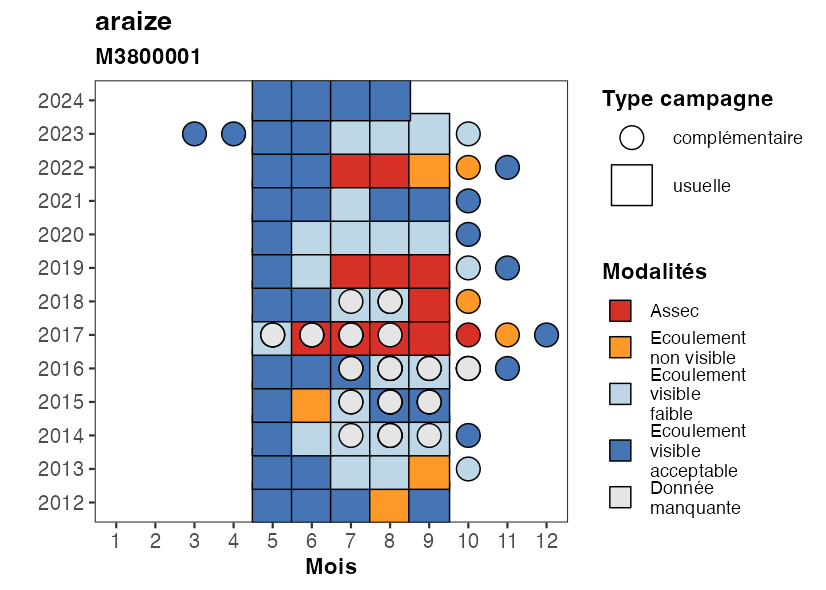 araize
M3800001
2024
2023
2022
2021
2020
2019
2018
2017
2016
2015
2014
2013
2012
1 2 3 4 5 6 7 8 9 10 11 12
Mois
Type campagne
complémentaire
usuelle
Modalités
Assec
Ecoulement
non visible
Ecoulement
visible
faible
Ecoulement
visible
acceptable
Donnée
manquante